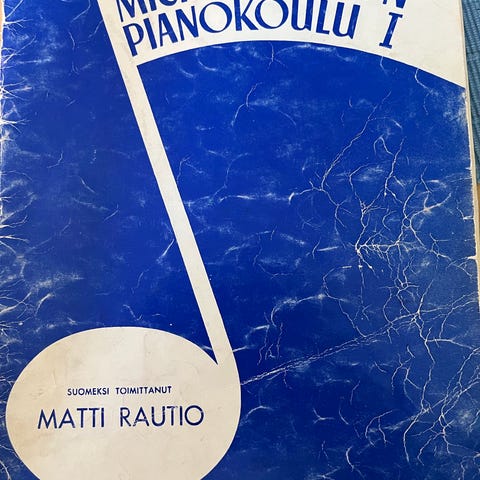 PIANOKOULU I
SUOMEKSI TOIMITTANUT
MATTI RAUTIO